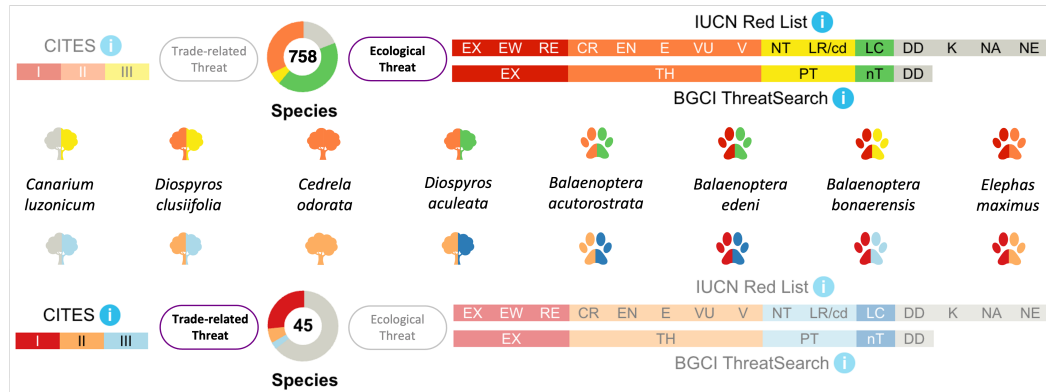 IUCN Red List i
CITES i
Trade-related
Threat
758
Ecological
Threat
EX EW RE CR EN E VU V NT LR/cd LC DD K NA NE
I II III
EX TH PT nT DD
Species
BGCI ThreatSearch i
Canarium
luzonicum
Diospyros
clusiifolia
Cedrela
odorata
Diospyros
aculeata
Balaenoptera
acutorostrata
Balaenoptera
edeni
Balaenoptera
bonaerensis
Elephas
maximus
IUCN Red List i
CITES i
Trade-related
Threat
45
Ecological
Threat
EX EW RE CR EN E VU V NT LR/cd LC DD K NA NE
I II III
EX TH PT nT DD
Species
BGCI ThreatSearch i